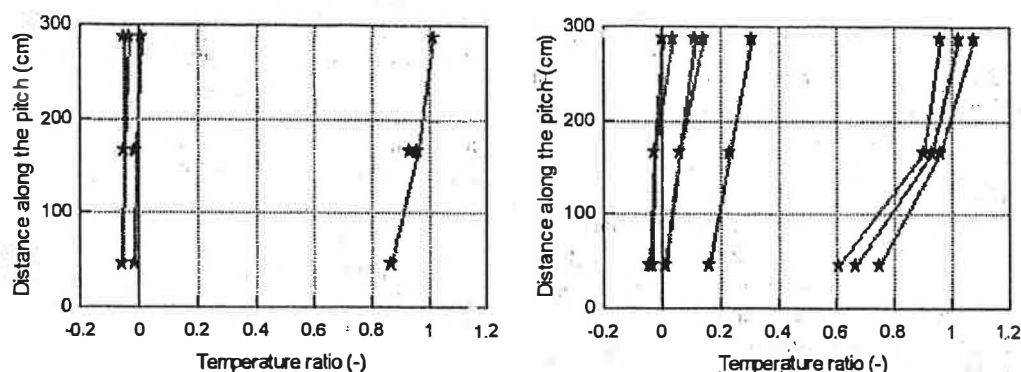 300
200
100
0
-0.2 0 0.2 0.4 0.6 0.8 1 1.2
Distance along the pitch (cm)
Temperature ratio (-)
300
200
100
0
-0.2 0 0.2 0.4 0.6 0.8 1 1.2
Distance along the pitch (cm)
Temperature ratio (-)